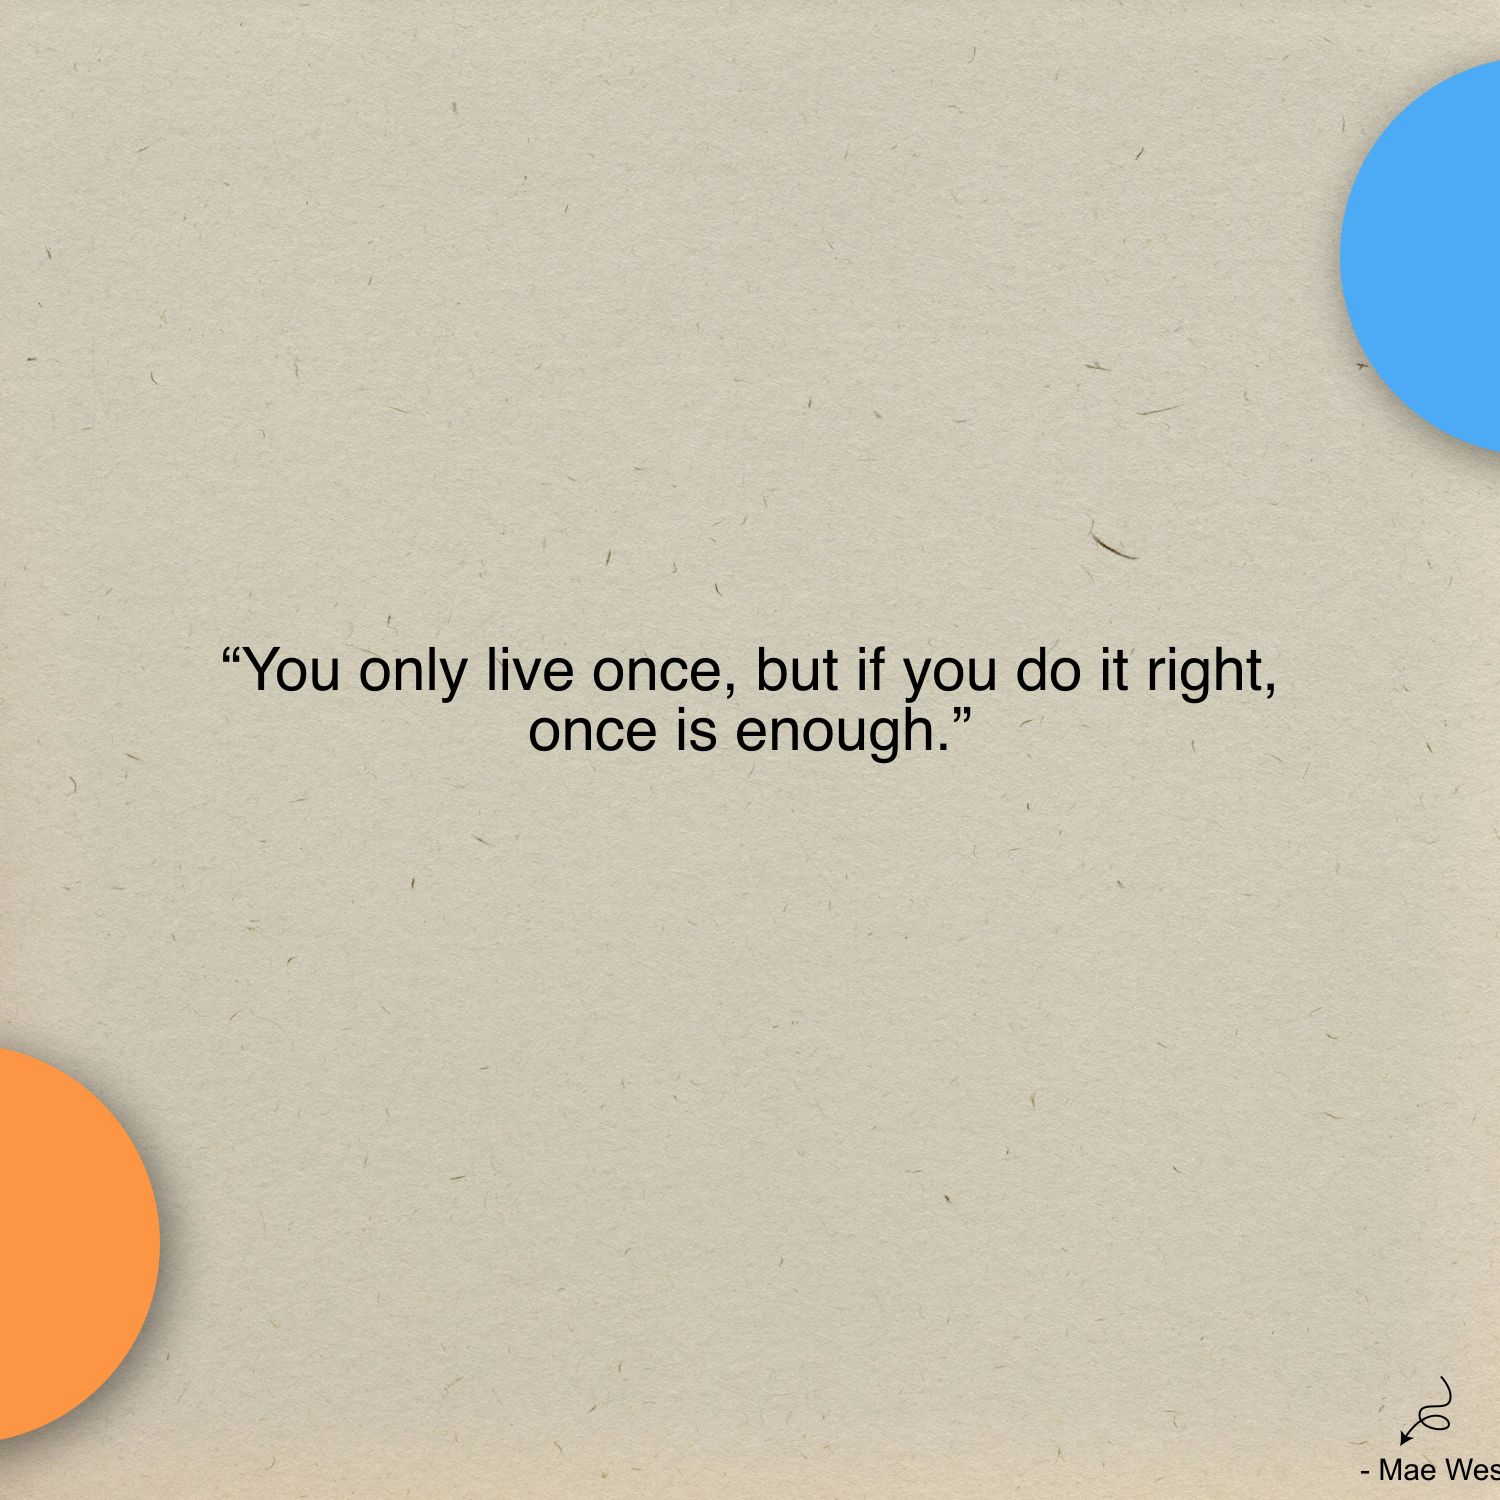 “You only live once, but if you do it right,
once is enough.”
- Mae Wes